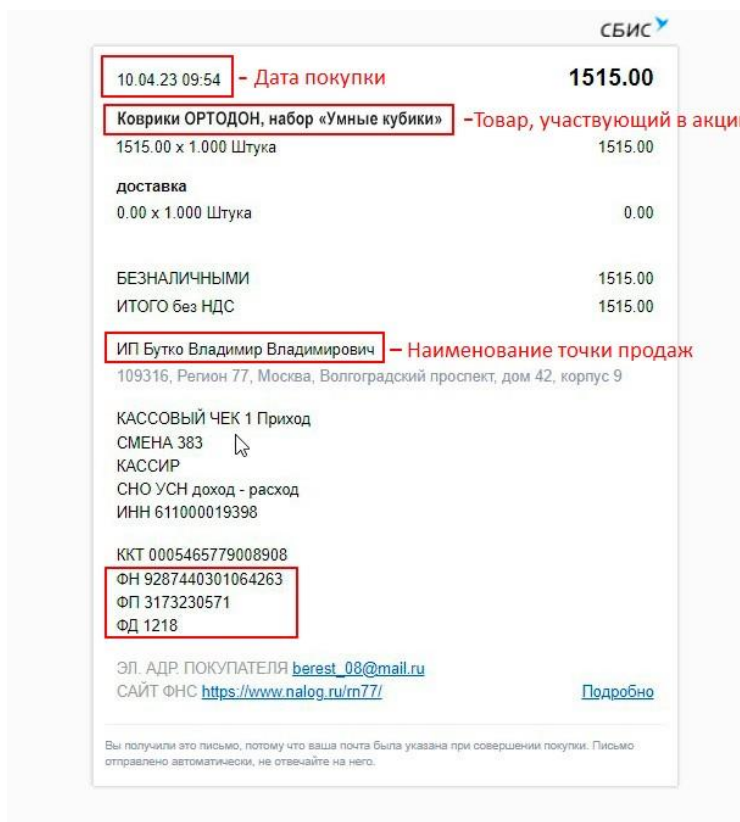 СБИС
10.04.23 09:54 – Дата покупки 1515.00
Коврики ОРТОДОН, набор «Умные кубики» –Товар, участвующий в акции
1515.00 x 1.000 Штука 1515.00
доставка
0.00 x 1.000 Штука 0.00
БЕЗНАЛИЧНЫМИ 1515.00
ИТОГО без НДС 1515.00
ИП Бутко Владимир Владимирович – Наименование точки продаж
109316, Регион 77, Москва, Волгоградский проспект, дом 42, корпус 9
КАССОВЫЙ ЧЕК 1 Приход
СМЕНА 383
КАССИР
СНО УСН доход - расход
ИНН 611000019398
ККТ 0005465779008908
ФН 9287440301064263
ФП 3173230571
ФД 1218
ЭЛ. АДР. ПОКУПАТЕЛЯ berest_08@mail.ru
САЙТ ФНС https://www.nalog.ru/rn77/ Подробно
Вы получили это письмо, потому что ваша почта была указана при совершении покупки. Письмо
отправлено автоматически, не отвечайте на него.